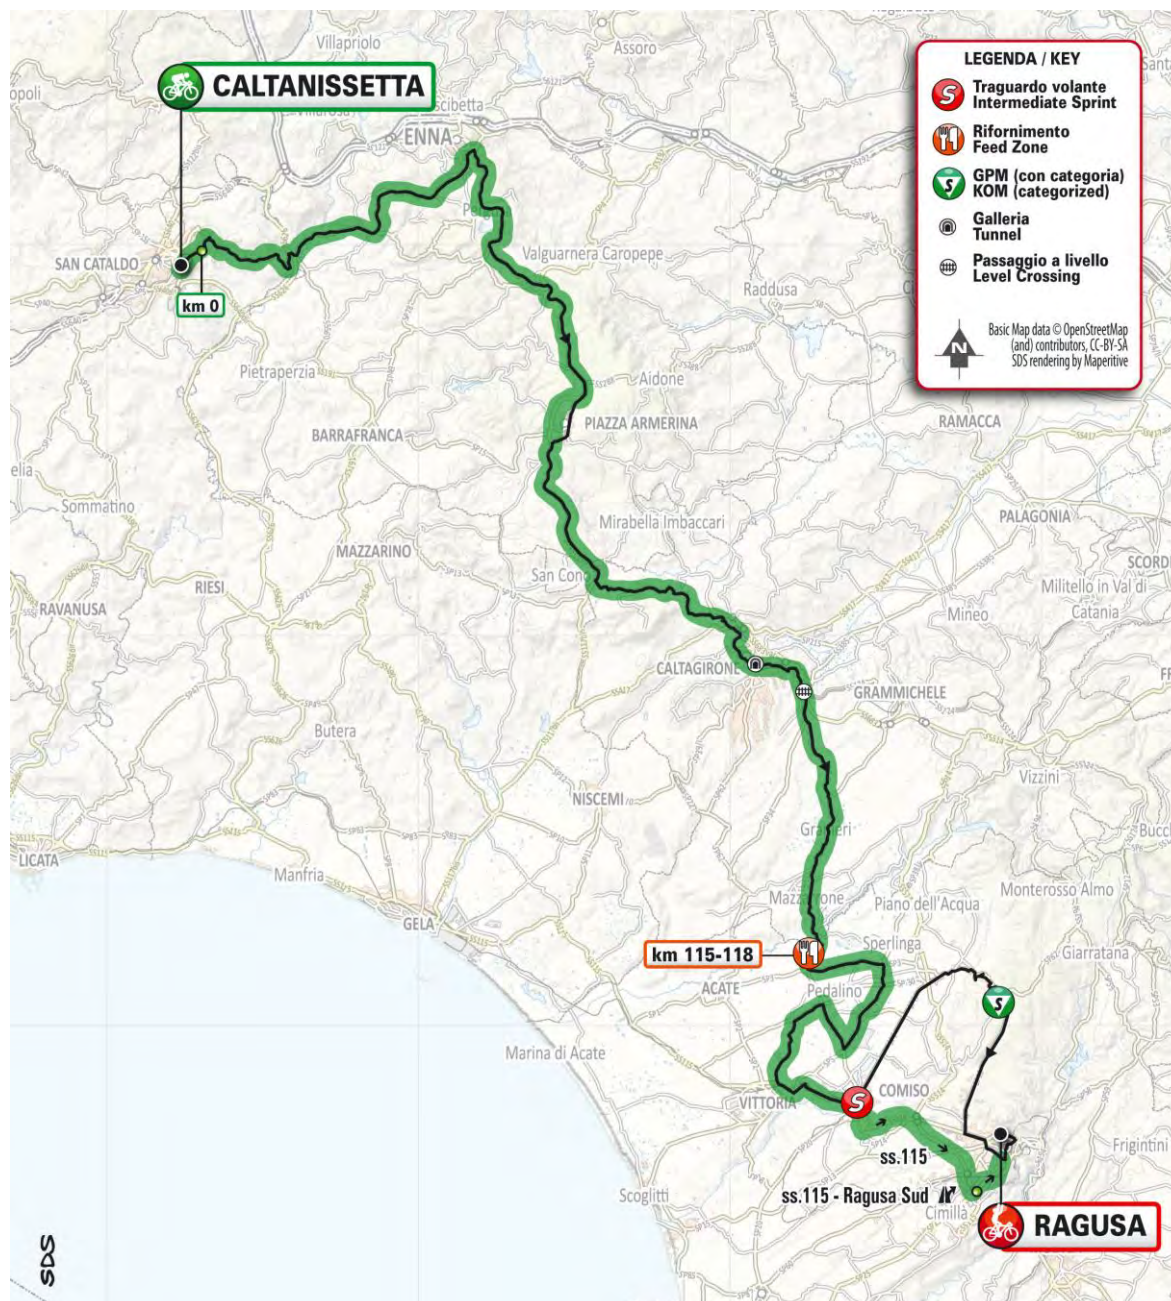 Villapriolo
Assoro
CALTANISSETTA
scibetta
ENNA
SAN CATALDO
km 0
Valguarnera Caropepe
Raddusa
Pietraperzia
Aidone
BARRAFRANCA
PIAZZA ARMERINA
RAMACCA
Sommatino
Mirabella Imbaccari
PALAGONIA
MAZZARINO
San Con
SCORD
RIESI
RAVANUSA
Militello in Val di
Catania
Mineo
CALTAGIRONE
GRAMMICHELE
Butera
Vizzini
NISCEMI
LICATA
Manfria
GELA
Monterosso Almo
Piano dell'Acqua
km 115-118
Sperlinga
Giarratana
ACATE
Pedalino
Marina di Acate
VITTORIA
COMISO
S
S
ss.115
Frigintini
ss.115 - Ragusa Sud
Scoglitti
Cimillà
RAGUSA
SDS
LEGENDA / KEY
S
Traguardo volante
Intermediate Sprint
Rifornimento
Feed Zone
S
GPM (con categoria)
KOM (categorized)
Galleria
Tunnel
Passaggio a livello
Level Crossing
N
Basic Map data © OpenStreetMap
(and) contributors, CC-BY-SA
SDS rendering by Maperitive